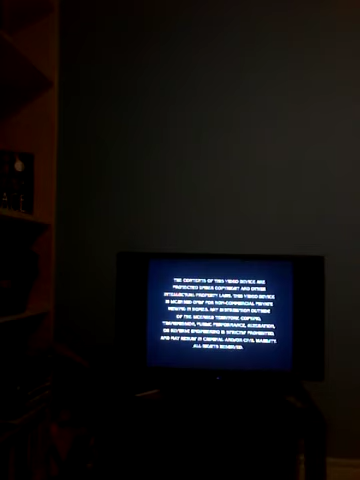 THE CONTENTS OF THIS VIDEO DEVICE ARE
PROTECTED UNDER COPYRIGHT AND OTHER
INTELLECTUAL PROPERTY LAWS. THIS VIDEO DEVICE
IS LICENSED ONLY FOR NON-COMMERCIAL PRIVATE
VIEWING IN HOMES. ANY DISTRIBUTION OUTSIDE
OF THE LICENSED TERRITORY, COPYING,
TRANSMISSION, PUBLIC PERFORMANCE, ALTERATION,
OR REVERSE ENGINEERING IS STRICTLY PROHIBITED,
AND MAY RESULT IN CRIMINAL AND/OR CIVIL LIABILITY.
ALL RIGHTS RESERVED.